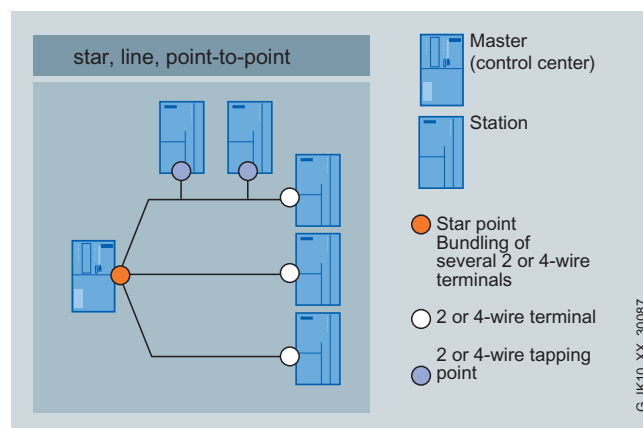 star, line, point-to-point
Master
(control center)
Station
Star point
Bundling of
several 2 or 4-wire
terminals
2 or 4-wire terminal
2 or 4-wire tapping
point
G_IK10_XX_30087